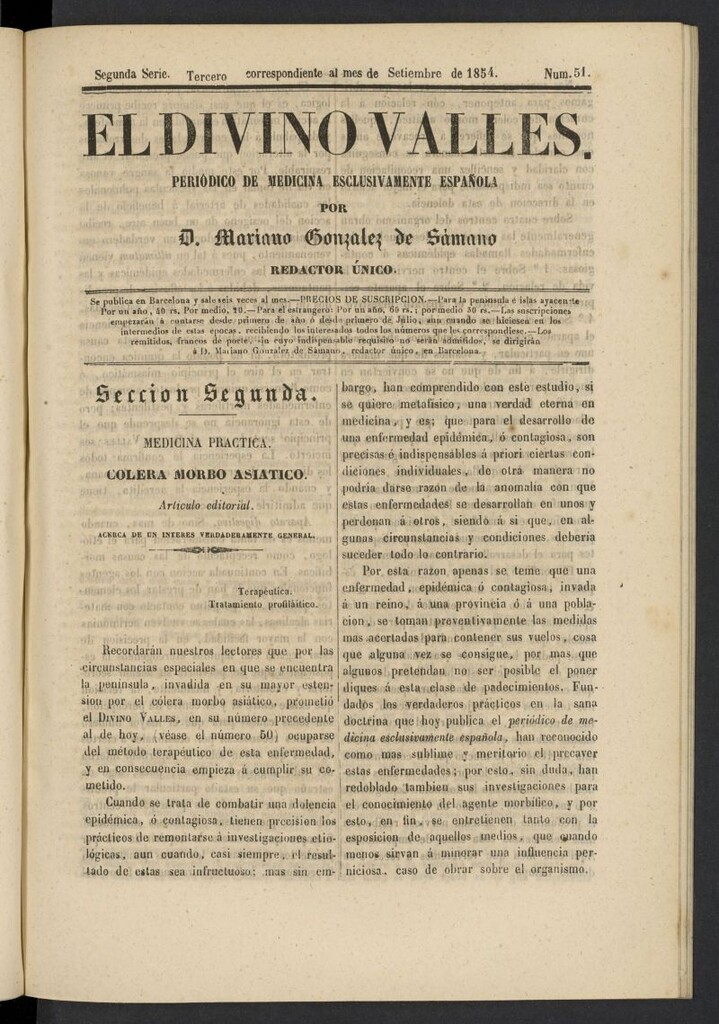 Segunda Serie. Tercero correspondiente al mes de Setiembre de 1854. Num. 51.
EL DIVINO VALLES.
PERIÓDICO DE MEDICINA ESCLUSIVAMENTE ESPAÑOLA
POR
D. Mariano Gonzalez de Sámano
REDACTOR ÚNICO.
Se publica en Barcelona y sale seis veces al mes.—PRECIOS DE SUSCRIPCION.—Para la península é islas ayacente
Por un año, 40 rs. Por medio, 20.—Para el estrangero: Por un año, 60 rs.; por medio 30 rs.—Las inscripciones
empezarán á contarse desde primero de año ó desde primero de Julio, aun cuando se hiciesen en los
intermedios de estas épocas, recibiendo los interesados todos los números que les correspondiese.—Los
remitidos, francos de porte, sin cuyo indispensable requisito no serán admitidos, se dirigirán
á D. Mariano Gonzalez de Sámano, redactor único, en Barcelona.
Seccion Segunda.
MEDICINA PRACTICA.
COLERA MORBO ASIATICO.
Artículo editorial.
ACERCA DE UN INTERES VERDADERAMENTE GENERAL.
Terapéutica.
Tratamiento profiláitico.
Recordarán nuestros lectores que por las
circunstancias especiales en que se encuentra
la península, invadida en su mayor esten-
sion por el cólera morbo asiático, prometió
el DIVINO VALLES, en su número precedente
al de hoy, (véase el número 50) ocuparse
del método terapéutico de esta enfermedad,
y en consecuencia empieza á cumplir su co-
metido.
Cuando se trata de combatir una dolencia
epidémica, ó contagiosa, tienen precision los
prácticos de remontarse á investigaciones etio-
lógicas, aun cuando, casi siempre, el resul-
tado de estas sea infructuoso: mas sin em-
bargo, han comprendido con este estudio, si
se quiere metafísico, una verdad eterna en
medicina, y es; que para el desarrollo de
una enfermedad epidémica, ó contagiosa, son
precisas é indispensábles á priori ciertas con-
diciones individuales, de otra manera no
podria darse razon de la anomalia con que
estas enfermedades se desarrollan en unos y
perdonan á otros, siendo á sí que, en al-
gunas circunstancias y condiciones deberia
suceder todo lo contrario.
Por esta razon apenas se teme que una
enfermedad, epidémica ó contagiosa, invada
á un reino, á una provincia ó á una pobla-
cion, se toman preventivamente las medidas
mas acertadas para contener sus vuelos, cosa
que alguna vez se consigue, por mas que
algunos pretendan no ser posible el poner
diques á esta clase de padecimientos. Fun-
dados los verdaderos prácticos en la sana
doctrina que hoy publica el periódico de me-
dicina esclusivamente española, han reconocido
como mas sublime y meritorio el precaver
estas enfermedades; por esto, sin duda, han
redoblado tambien sus investigaciones para
el conocimiento del agente morbífico, y por
esto, en fin, se entretienen tanto con la
esposicion de aquellos medios, que quando
menos sirvan á minorar una influencia per-
niciosa, caso de obrar sobre el organismo.